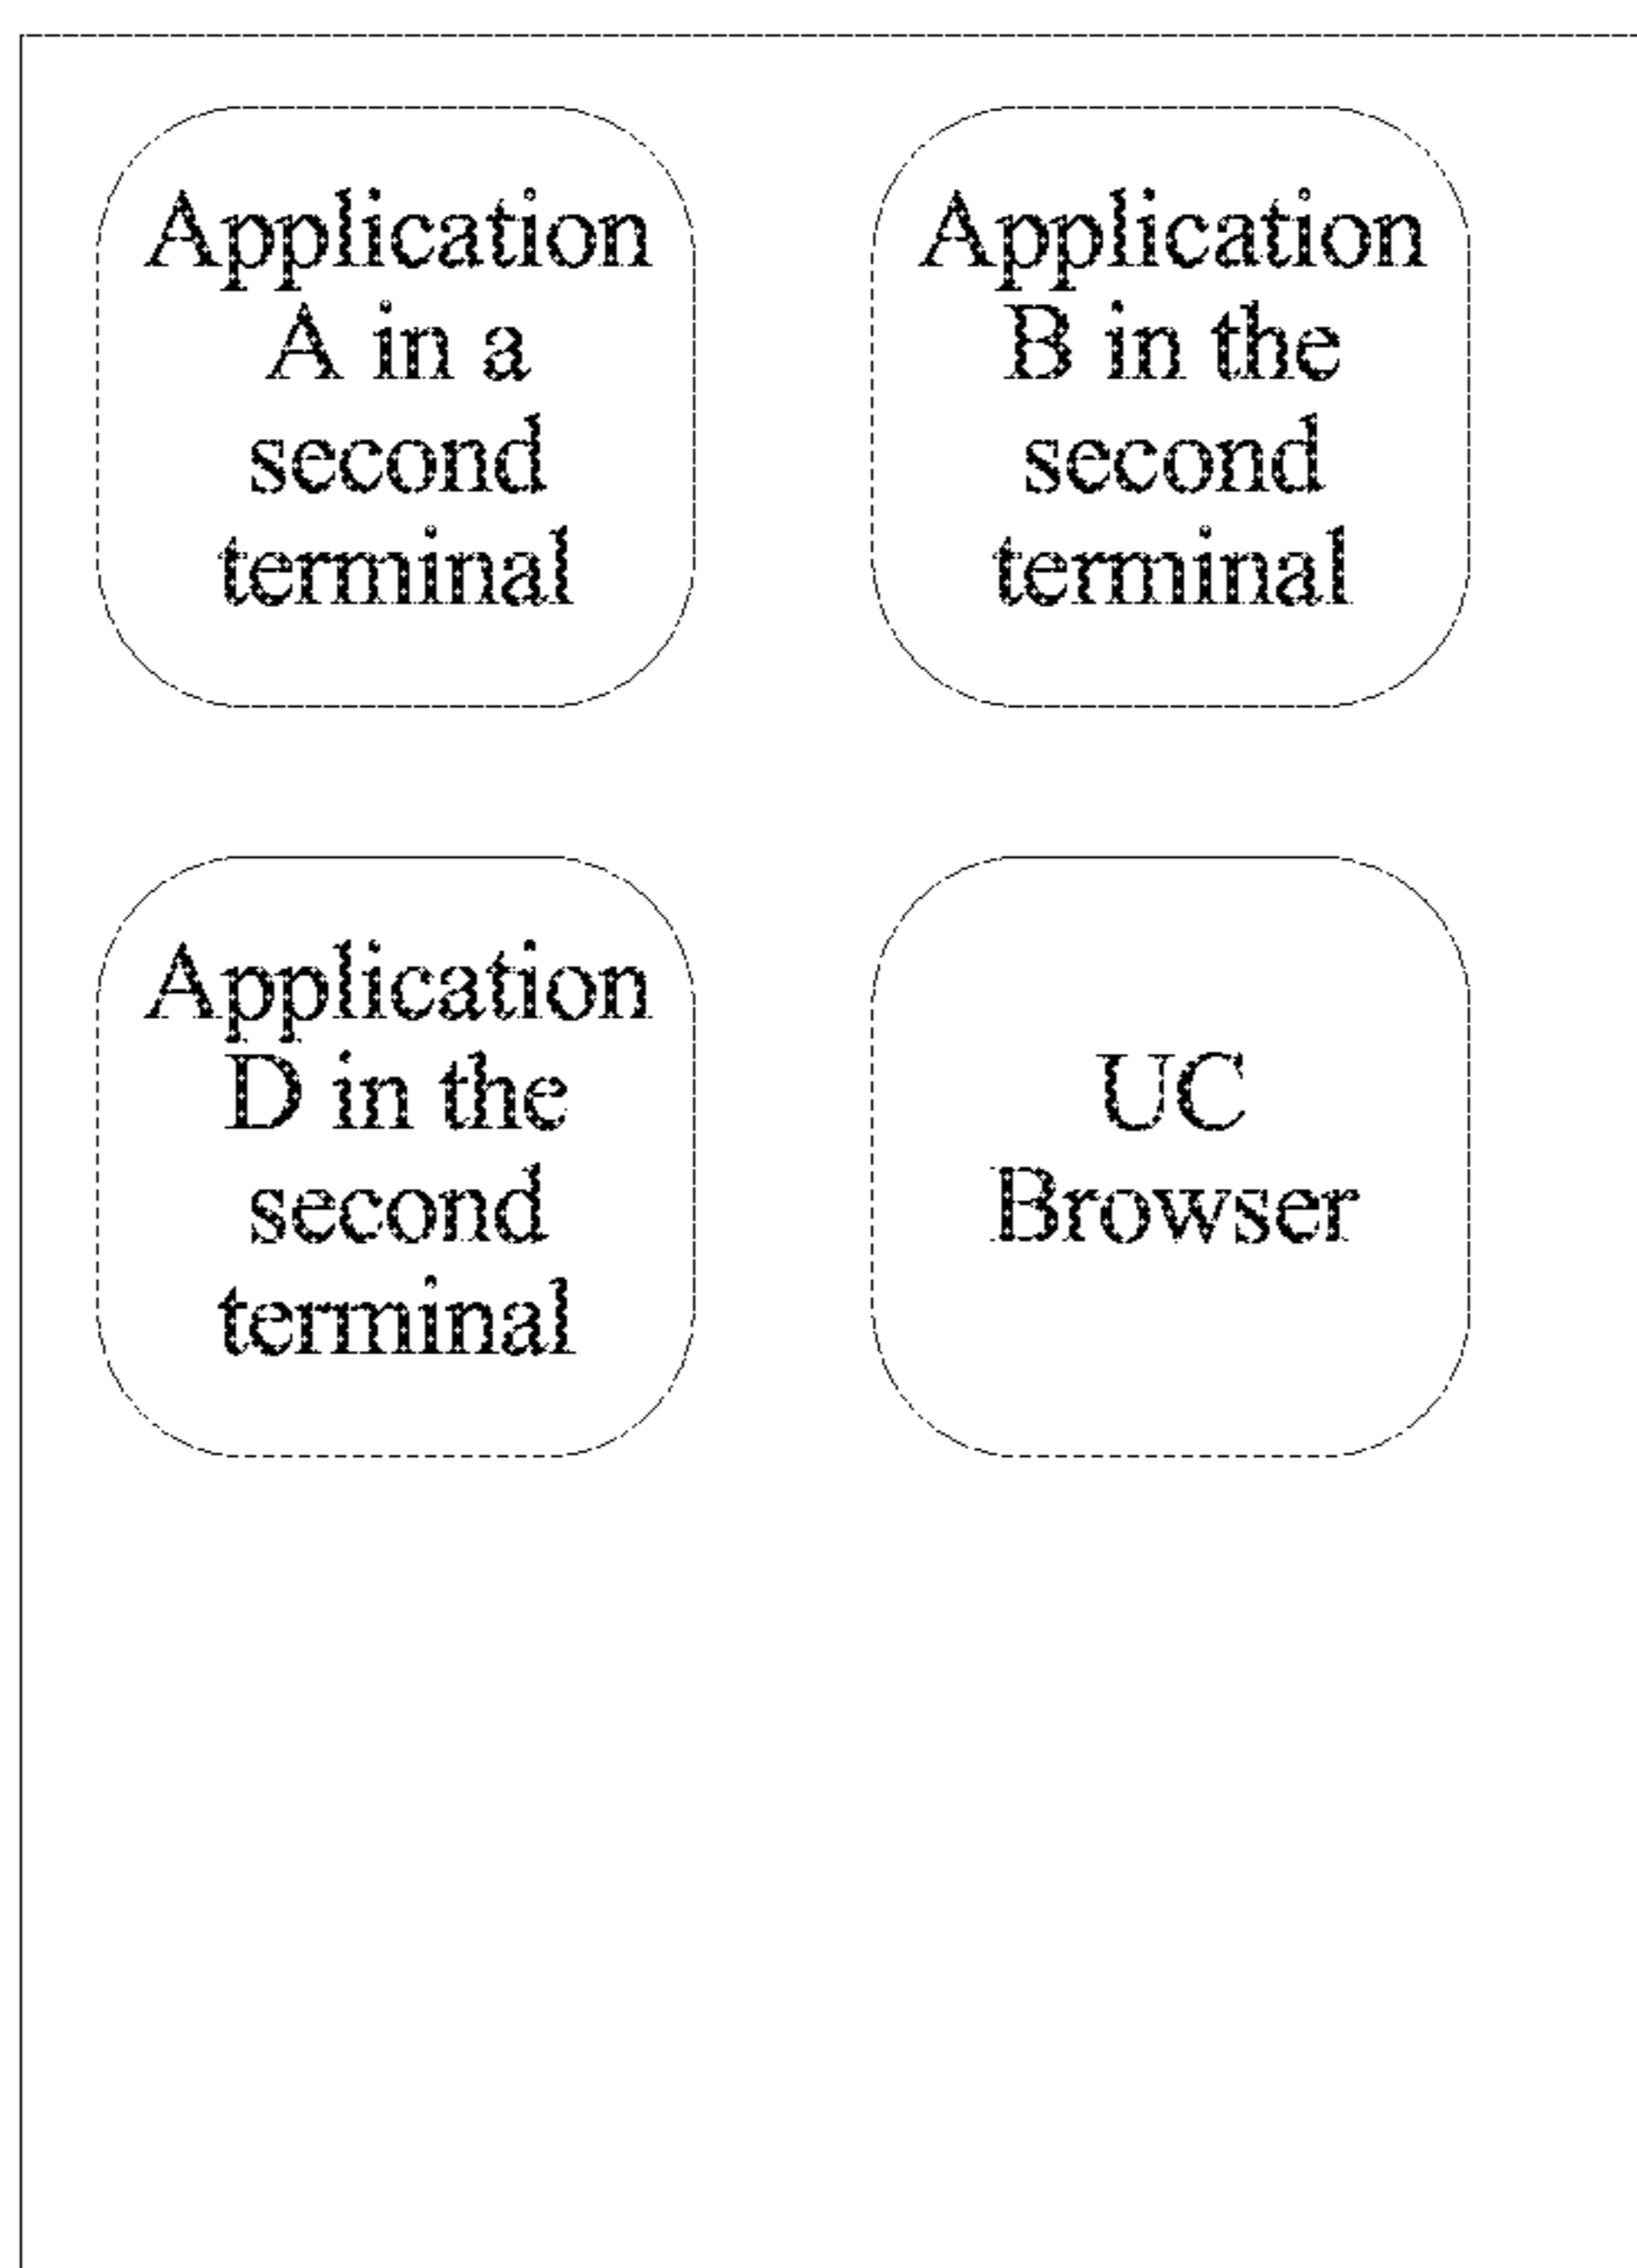 Application
A in a
second
terminal
Application
B in the
second
terminal
Application
D in the
second
terminal
UC
Browser